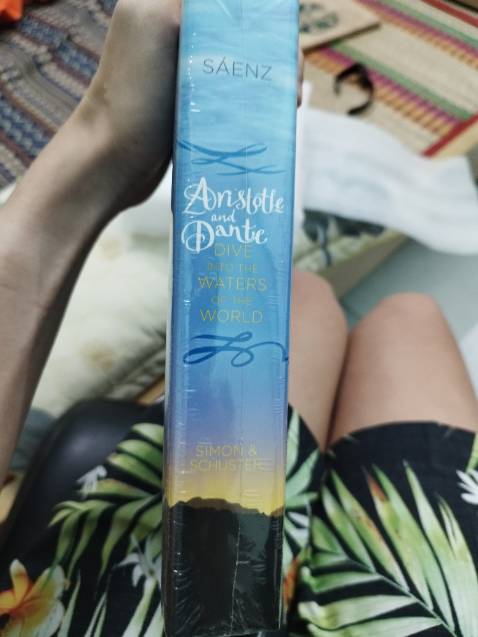 SÁENZ
Aristotle
and
Dante
DIVE
INTO THE
WATERS
OF THE
WORLD
SIMON &
SCHUSTER